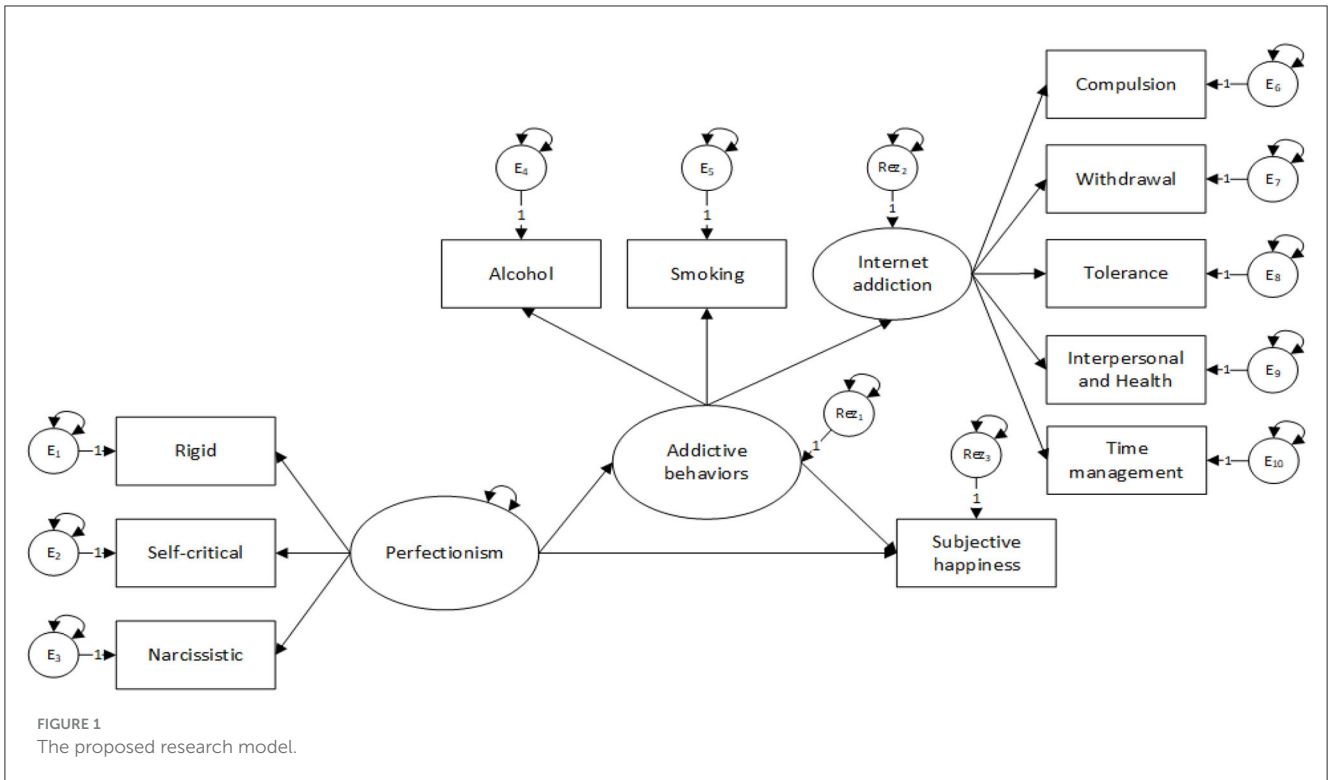 E₆
1
Compulsion
E₄
E₅
Rez₂
E₇
1
Withdrawal
1
1
1
Alcohol
Smoking
Internet
addiction
Tolerance
1
E₈
Interpersonal
and Health
1
E₉
Rez₁
1
Addictive
behaviors
Rez₃
1
Time
management
1
E₁₀
E₁
1
Rigid
E₂
1
Self-critical
Perfectionism
Subjective
happiness
E₃
1
Narcissistic
FIGURE 1
The proposed research model.